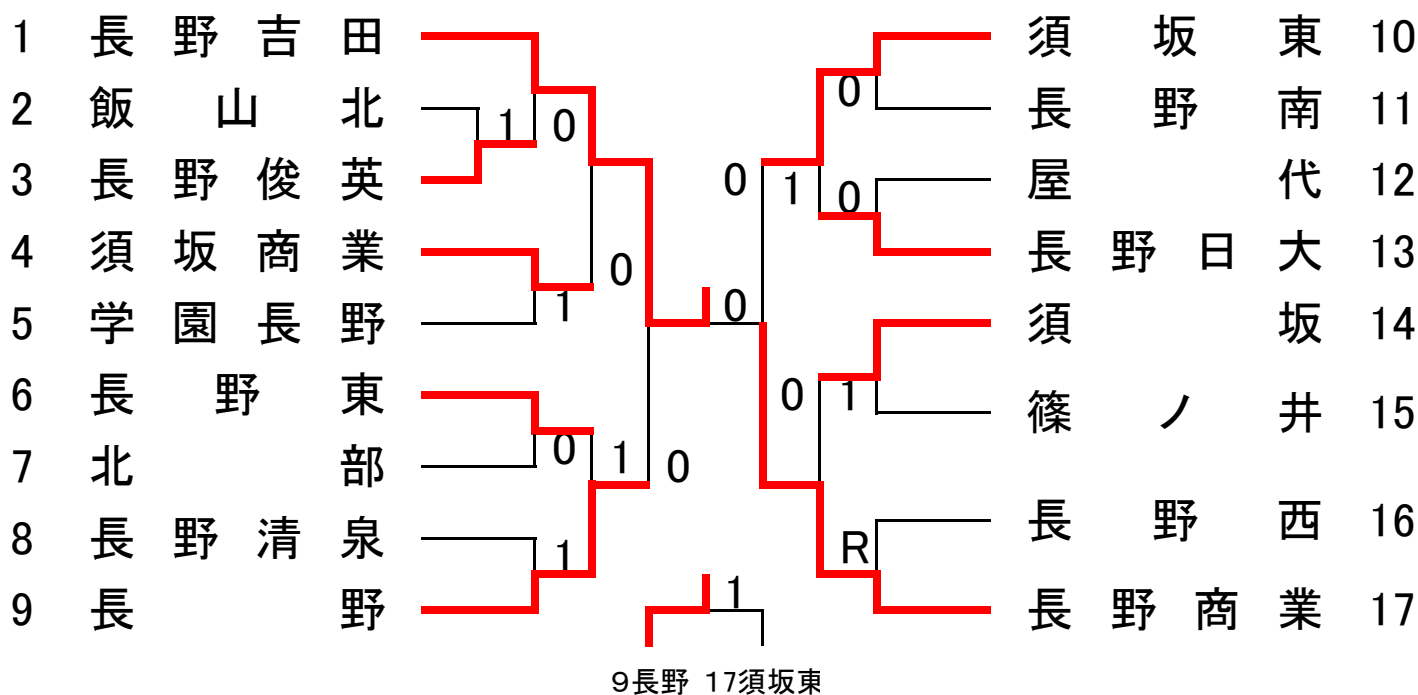 1 長野吉田
2 飯山北
3 長野俊英
4 須坂商業
5 学園長野
6 長野東
7 北部
8 長野清泉
9 長野
1 0
1
0
0 1 0
1
0
1
0 1 0
0
0 1
R
須坂東 10
長野南 11
屋代 12
長野日大 13
須坂 14
篠ノ井 15
長野西 16
長野商業 17
9長野 17須坂東